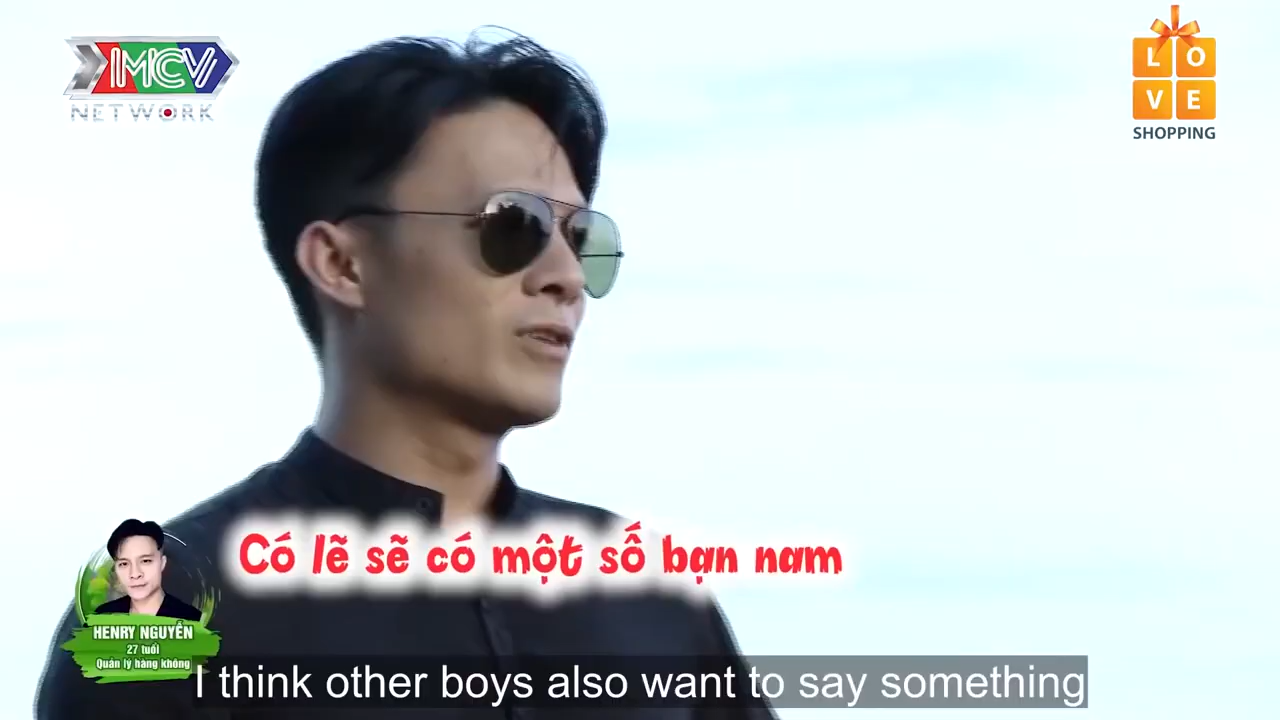 MCV
NETWORK
L O
V E
SHOPPING
Có lẽ sẽ có một số bạn nam
HENRY NGUYỄN
27 tuổi
Quản lý hàng không
I think other boys also want to say something